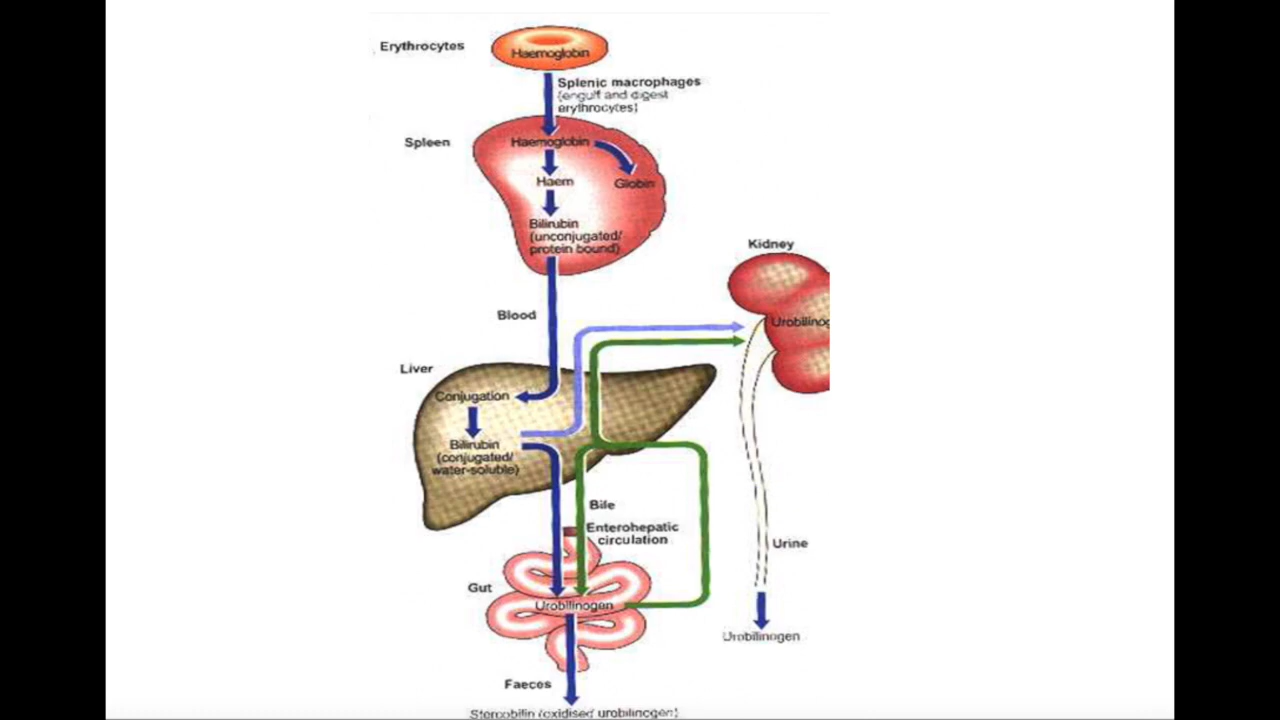 Erythrocytes
Haemoglobin
Splenic macrophages
(engulf and digest
erythrocytes)
Spleen
Haemoglobin
Haem
Globin
Bilirubin
(unconjugated/
protein bound)
Kidney
Blood
Urobilinog
Liver
Conjugation
Bilirubin
(conjugated/
water-soluble)
Bile
Enterohepatic
circulation
Urine
Gut
Urobilinogen
Urobilinogen
Faeces
Stercobilin (oxidised urobilinogen)